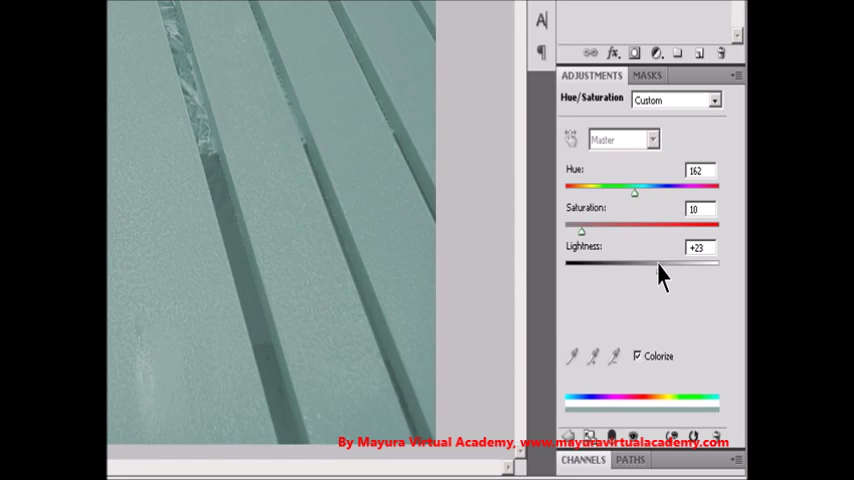 A
¶
fx
ADJUSTMENTS MASKS
Hue/Saturation Custom
Master
Hue: 162
Saturation: 10
Lightness: +23
Colorize
By Mayura Virtual Academy, www.mayuravirtualacademy.com
CHANNELS PATHS